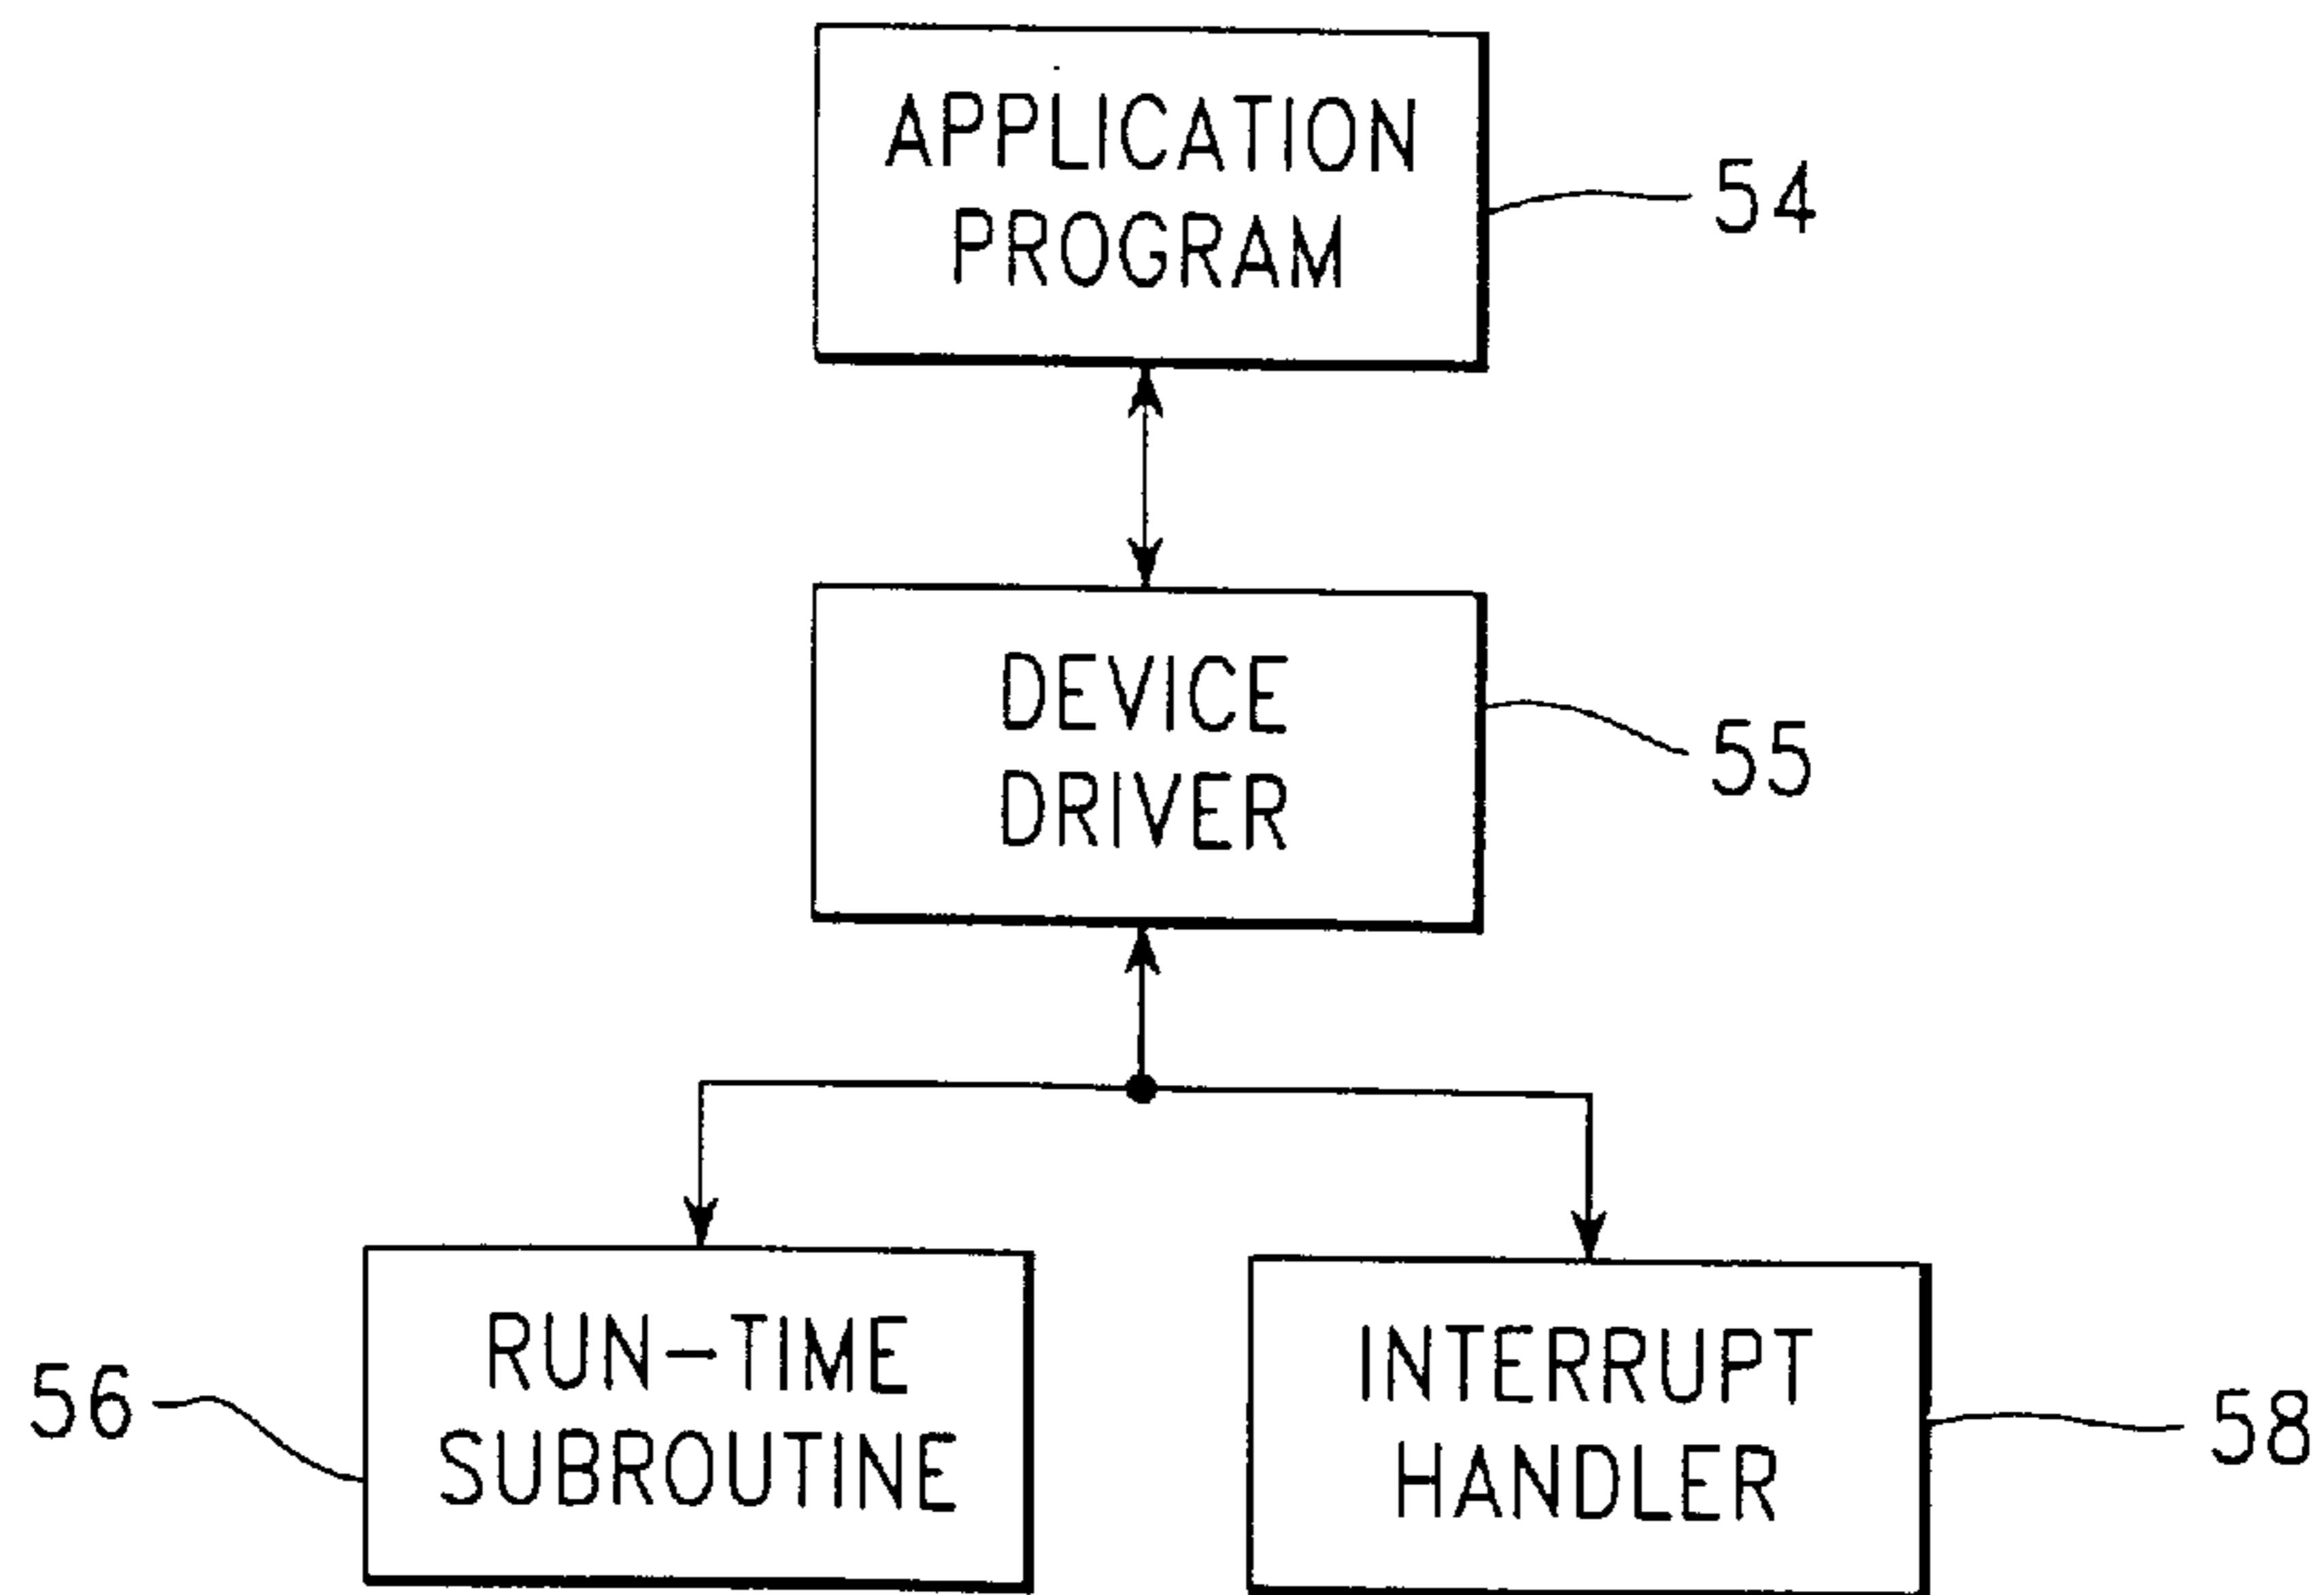 APPLICATION
PROGRAM
54
DEVICE
DRIVER
55
RUN-TIME
SUBROUTINE
56
INTERRUPT
HANDLER
58